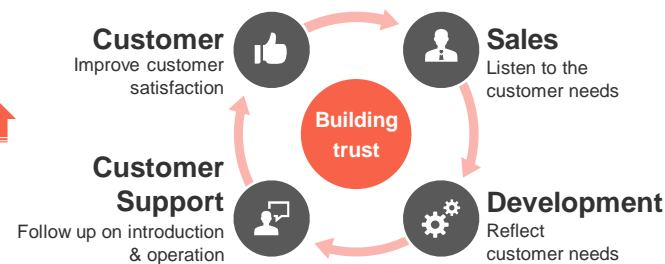 Customer
Improve customer
satisfaction
Sales
Listen to the
customer needs
Building
trust
Customer
Support
Follow up on introduction
& operation
Development
Reflect
customer needs